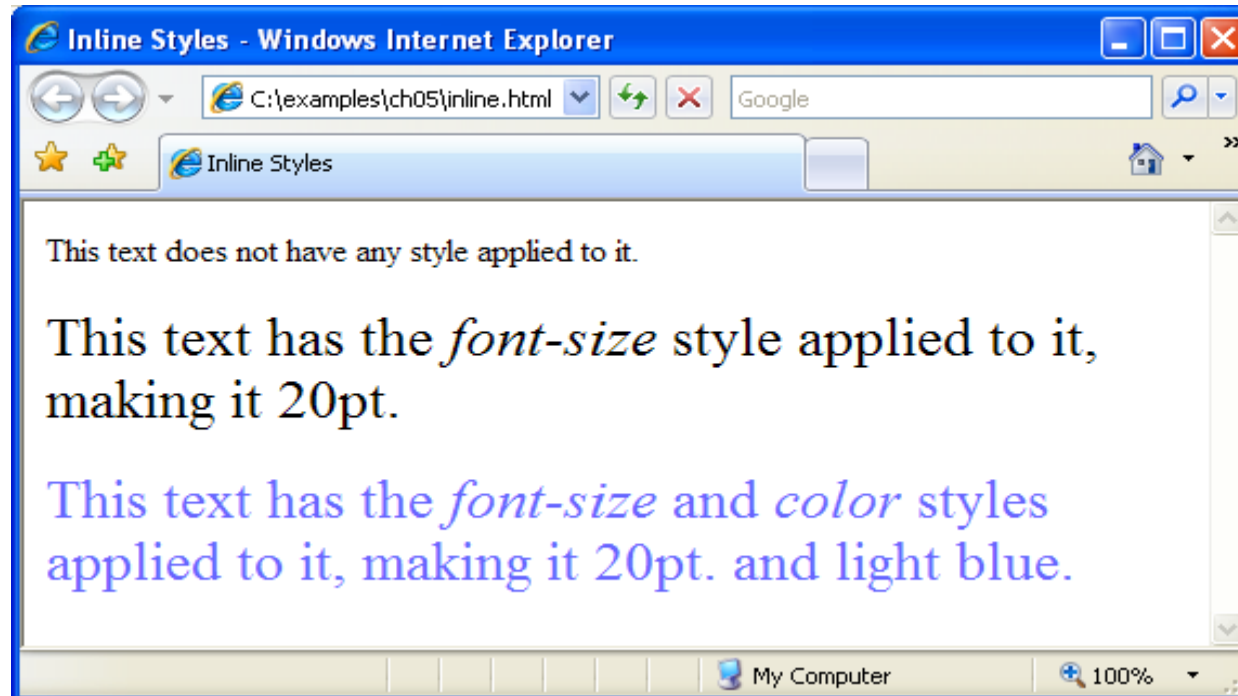 Inline Styles - Windows Internet Explorer
C:\examples\ch05\inline.html
Google
Inline Styles
This text does not have any style applied to it.
This text has the font-size style applied to it,
making it 20pt.
This text has the font-size and color styles
applied to it, making it 20pt. and light blue.
My Computer
100%